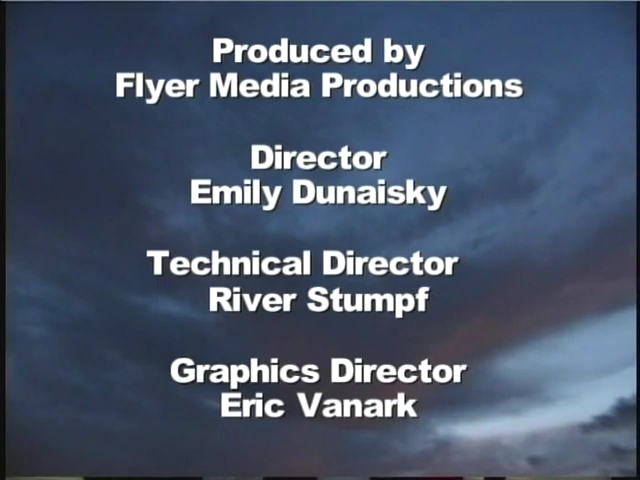 Produced by
Flyer Media Productions
Director
Emily Dunaisky
Technical Director
River Stumpf
Graphics Director
Eric Vanark